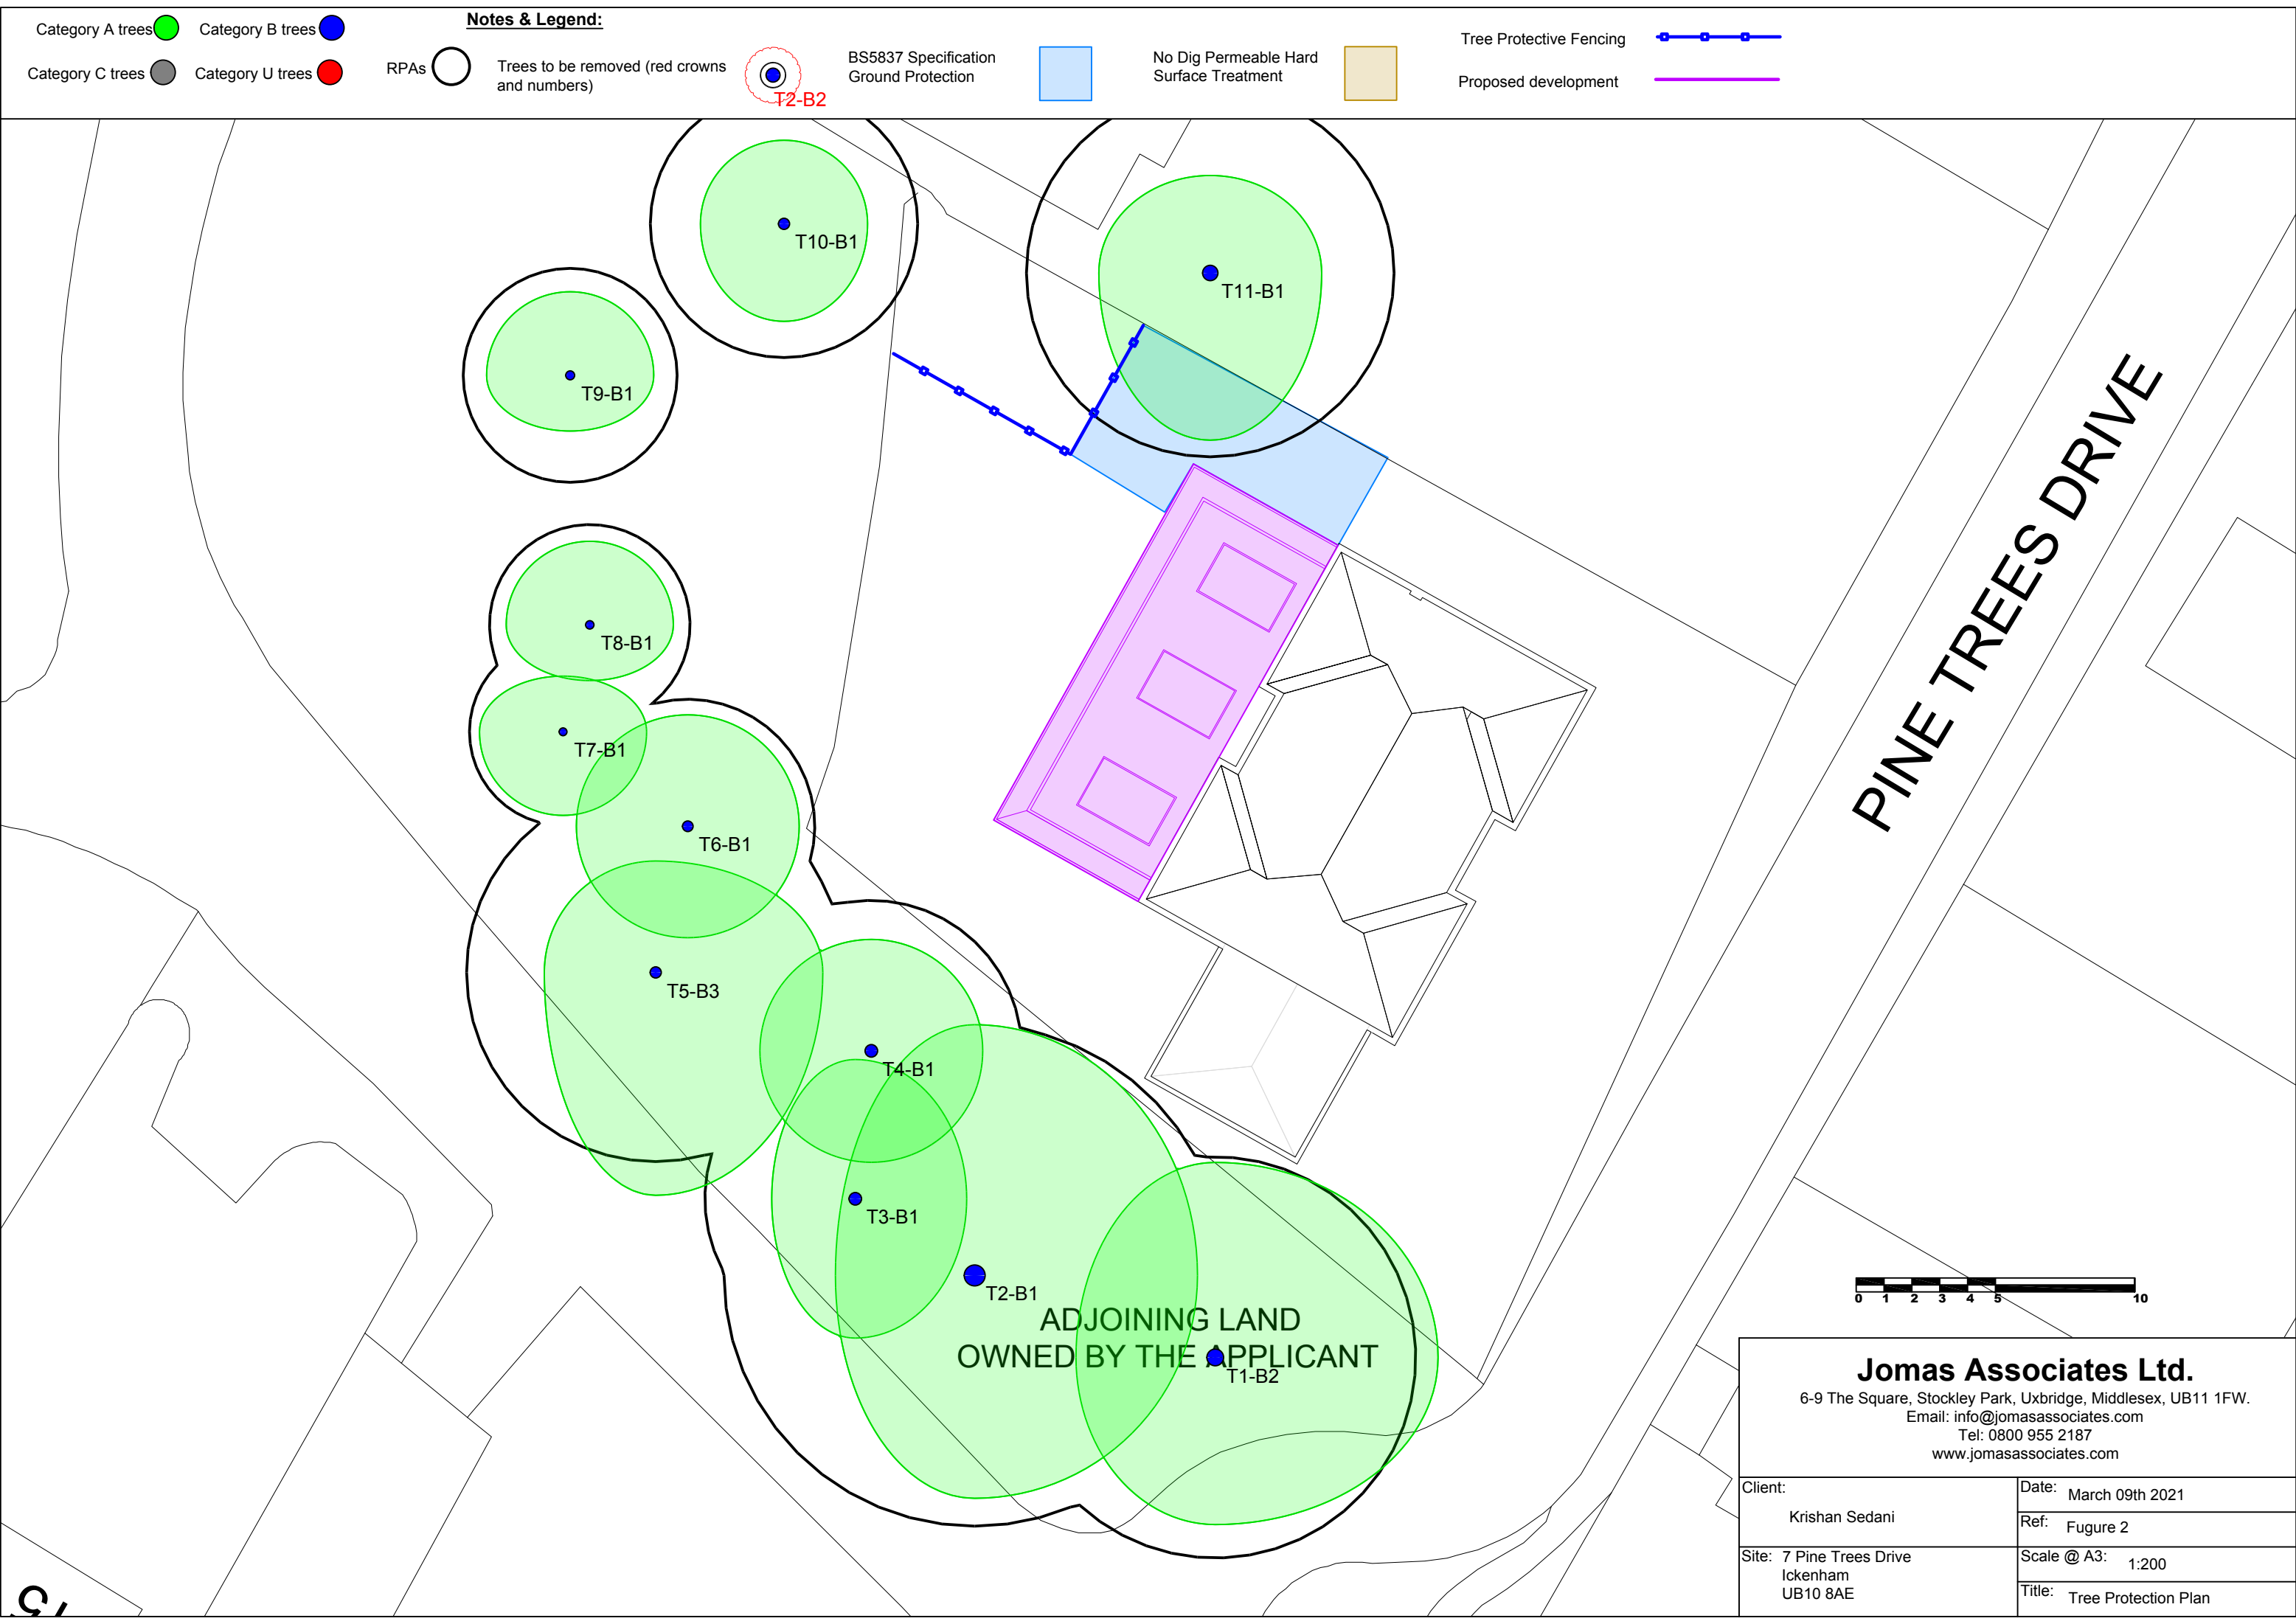 Notes & Legend:
Category A trees
Category B trees
Category C trees
Category U trees
RPAs
Trees to be removed (red crowns
and numbers)
T2-B2
BS5837 Specification
Ground Protection
No Dig Permeable Hard
Surface Treatment
Tree Protective Fencing
Proposed development
T10-B1
T11-B1
T9-B1
T8-B1
T7-B1
T6-B1
T5-B3
T4-B1
T3-B1
T2-B1
T1-B2
ADJOINING LAND
OWNED BY THE APPLICANT
PINE TREES DRIVE
15
0 1 2 3 4 5 10
Jomas Associates Ltd.
6-9 The Square, Stockley Park, Uxbridge, Middlesex, UB11 1FW.
Email: info@jomasassociates.com
Tel: 0800 955 2187
www.jomasassociates.com
Client:
Krishan Sedani
Date: March 09th 2021
Ref: Fugure 2
Site: 7 Pine Trees Drive
Ickenham
UB10 8AE
Scale @ A3: 1:200
Title: Tree Protection Plan